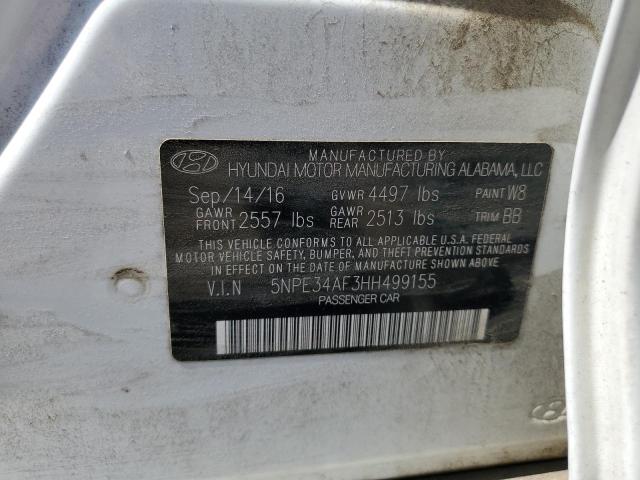 MANUFACTURED BY
HYUNDAI MOTOR MANUFACTURING ALABAMA, LLC
Sep/14/16 GVWR 4497 lbs PAINT W8
GAWR FRONT 2557 lbs GAWR REAR 2513 lbs TRIM BB
THIS VEHICLE CONFORMS TO ALL APPLICABLE U.S.A. FEDERAL
MOTOR VEHICLE SAFETY, BUMPER, AND THEFT PREVENTION STANDARDS
IN EFFECT ON THE DATE OF MANUFACTURE SHOWN ABOVE.
V.I.N 5NPE34AF3HH499155
PASSENGER CAR